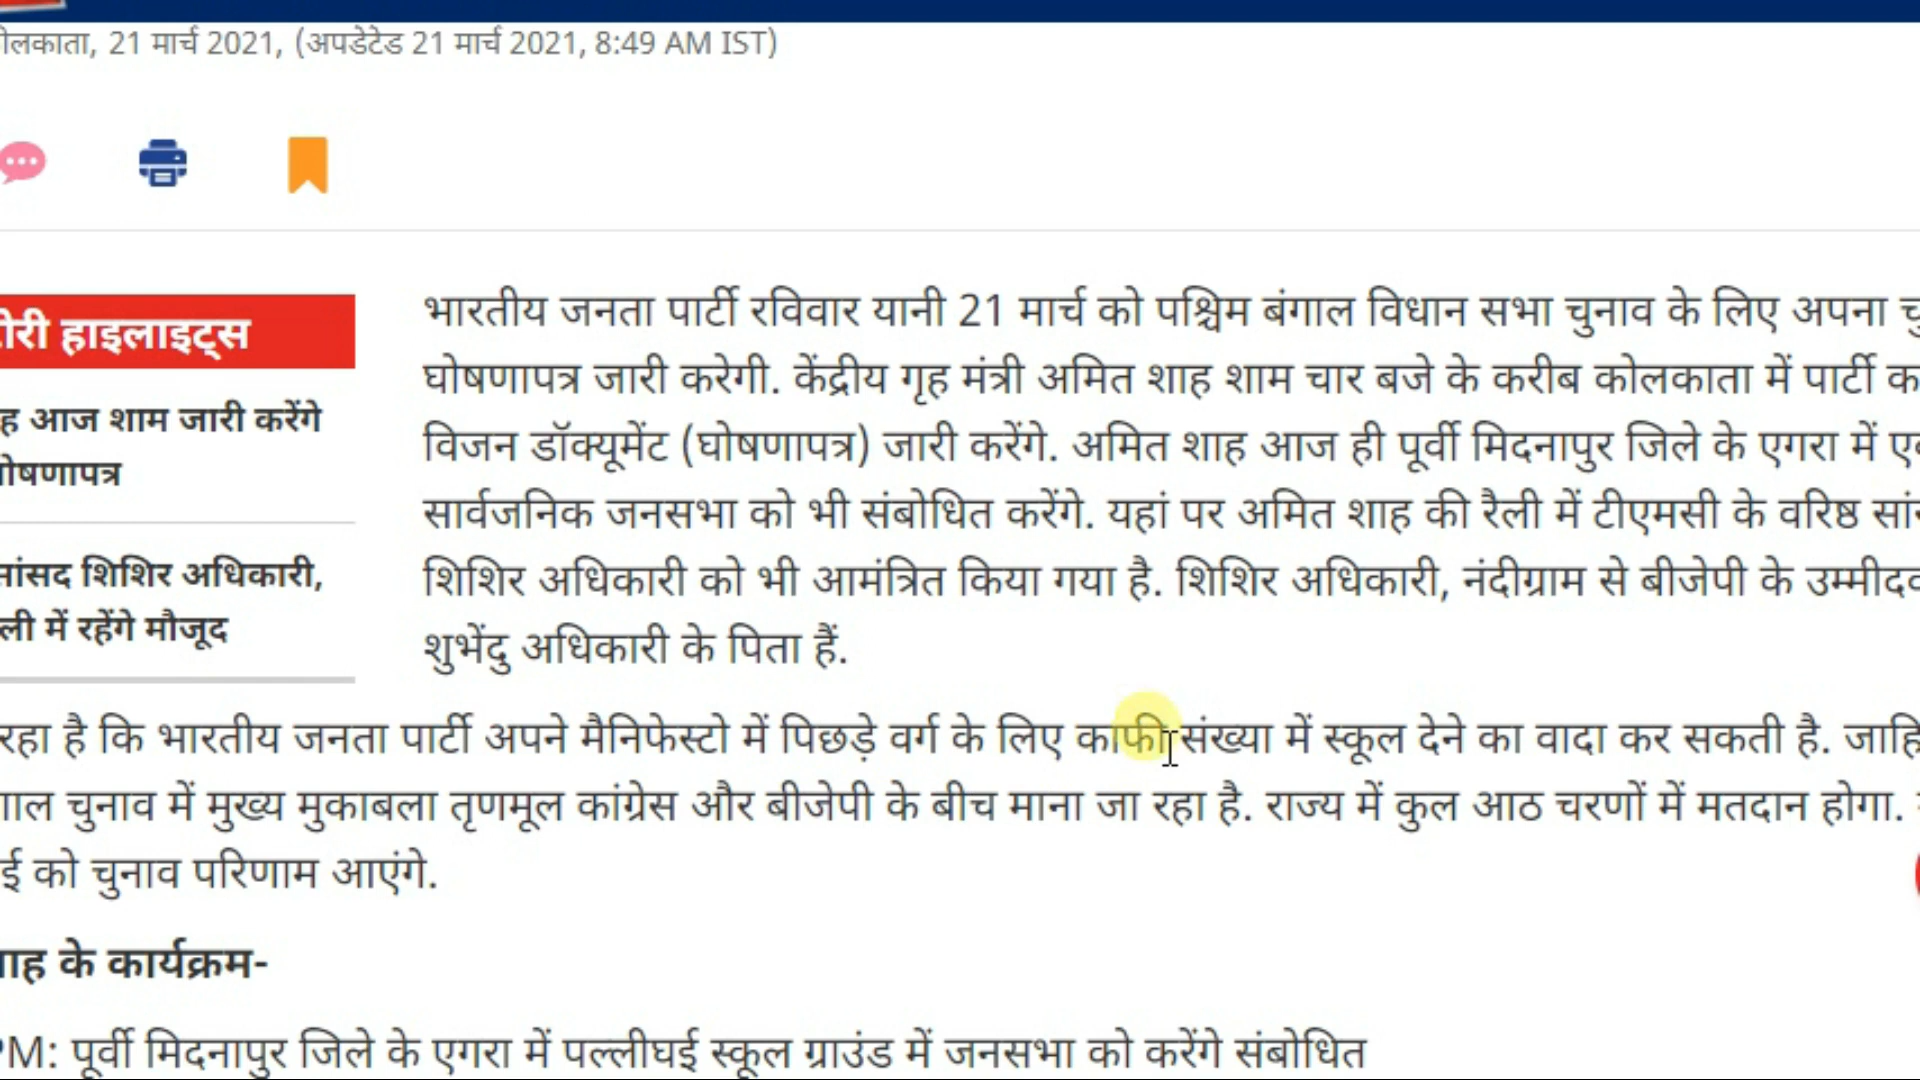 21 मार्च 2021, (अपडेटेड 21 मार्च 2021, 8:49 AM IST)
हाइलाइट्स
आज शाम जारी करेंगे
सांसद शिशिर अधिकारी,
में रहेंगे मौजूद
भारतीय जनता पार्टी रविवार यानी 21 मार्च को पश्चिम बंगाल विधान सभा चुनाव के लिए अपना
घोषणापत्र जारी करेगी. केंद्रीय गृह मंत्री अमित शाह शाम चार बजे के करीब कोलकाता में पार्टी
विजन डॉक्यूमेंट (घोषणापत्र) जारी करेंगे. अमित शाह आज ही पूर्वी मिदनापुर जिले के एगरा में
सार्वजनिक जनसभा को भी संबोधित करेंगे. यहां पर अमित शाह की रैली में टीएमसी के वरिष्ठ
शिशिर अधिकारी को भी आमंत्रित किया गया है. शिशिर अधिकारी, नंदीग्राम से बीजेपी के
शुभेंदु अधिकारी के पिता हैं.
रहा है कि भारतीय जनता पार्टी अपने मैनिफेस्टो में पिछड़े वर्ग के लिए काफी संख्या में स्कूल देने का वादा कर सकती है.
चुनाव में मुख्य मुकाबला तृणमूल कांग्रेस और बीजेपी के बीच माना जा रहा है. राज्य में कुल आठ चरणों में मतदान होगा.
को चुनाव परिणाम आएंगे.
के कार्यक्रम-
PM: पूर्वी मिदनापुर जिले के एगरा में पल्लीघई स्कूल ग्राउंड में जनसभा को करेंगे संबोधित